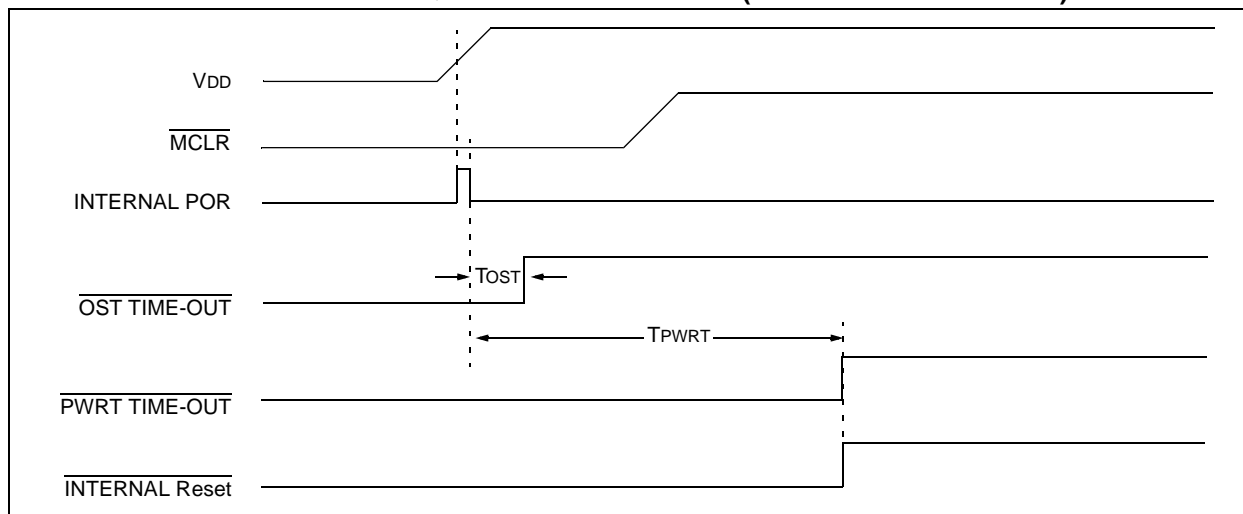 VDD
MCLR
INTERNAL POR
TOST
OST TIME-OUT
TPWRT
PWRT TIME-OUT
INTERNAL Reset